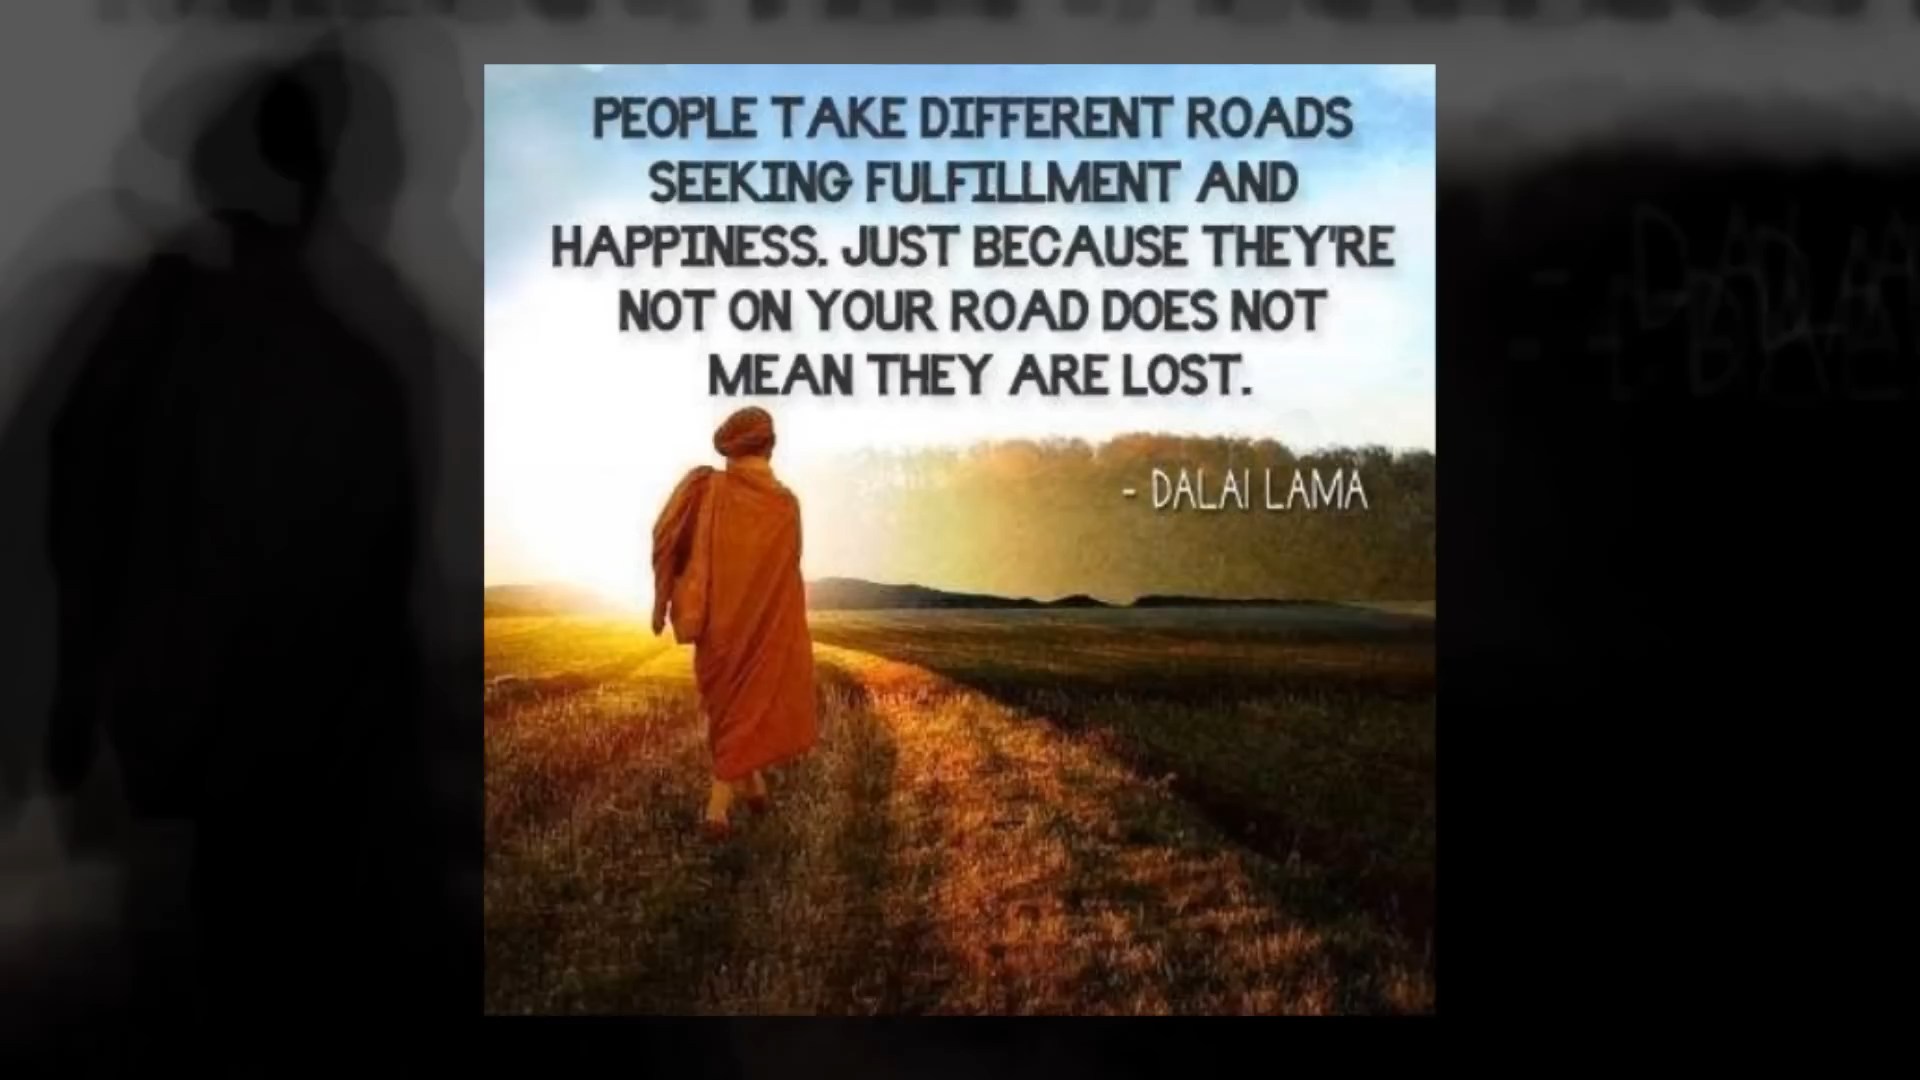 PEOPLE TAKE DIFFERENT ROADS
SEEKING FULFILLMENT AND
HAPPINESS. JUST BECAUSE THEY'RE
NOT ON YOUR ROAD DOES NOT
MEAN THEY ARE LOST.
- DALAI LAMA